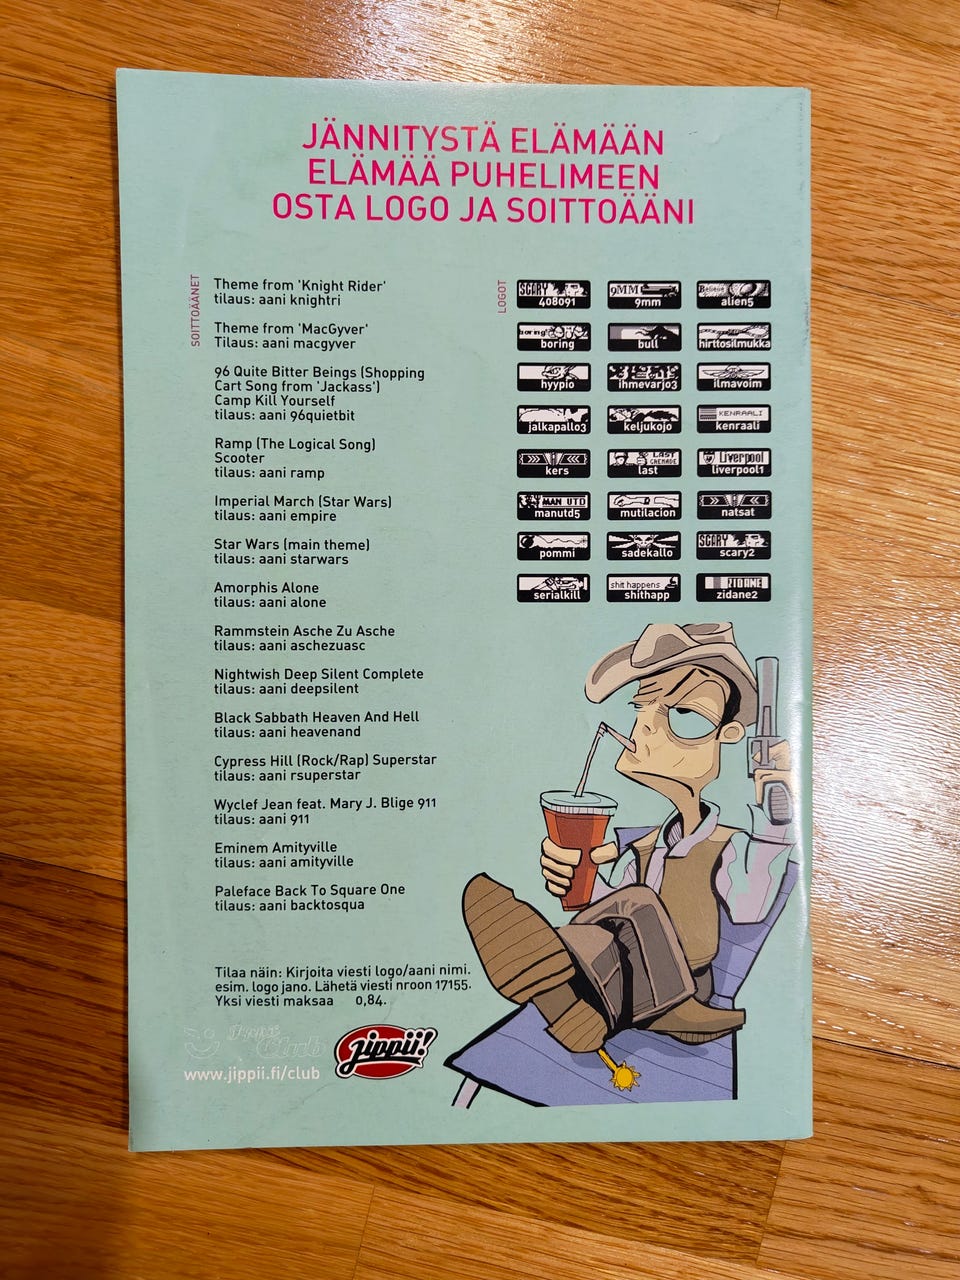 JÄNNITYSTÄ ELÄMÄÄN
ELÄMÄÄ PUHELIMEEN
OSTA LOGO JA SOITTOÄÄNI
SOITTOÄÄNET
Theme from 'Knight Rider'
tilaus: aani knightri
Theme from 'MacGyver'
Tilaus: aani macgyver
96 Quite Bitter Beings (Shopping
Cart Song from 'Jackass')
Camp Kill Yourself
tilaus: aani 96quietbit
Ramp (The Logical Song)
Scooter
tilaus: aani ramp
Imperial March (Star Wars)
tilaus: aani empire
Star Wars (main theme)
tilaus: aani starwars
Amorphis Alone
tilaus: aani alone
Rammstein Asche Zu Asche
tilaus: aani aschezuasc
Nightwish Deep Silent Complete
tilaus: aani deepsilent
Black Sabbath Heaven And Hell
tilaus: aani heavenand
Cypress Hill (Rock/Rap) Superstar
tilaus: aani rsuperstar
Wyclef Jean feat. Mary J. Blige 911
tilaus: aani 911
Eminem Amityville
tilaus: aani amityville
Paleface Back To Square One
tilaus: aani backtosqua
LOGOT
SCARY 9MM Believe
408091 9mm alien5
boring
boring bull hirttosilmukka
hyypio ihmevarjo3 ilmavoim
KENRAALI
jalkapallo3 keljukojo kenraali
LAST GRENADE Liverpool
kers last liverpool1
MAN UTD
manutd5 mutilacion natsat
SCARY
pommi sadekallo scary2
shit happens ZIDANE
serialkill shithapp zidane2
Tilaa näin: Kirjoita viesti logo/aani nimi.
esim. logo jano. Lähetä viesti nroon 17155.
Yksi viesti maksaa 0,84.
jippii Club
www.jippii.fi/club
jippii!